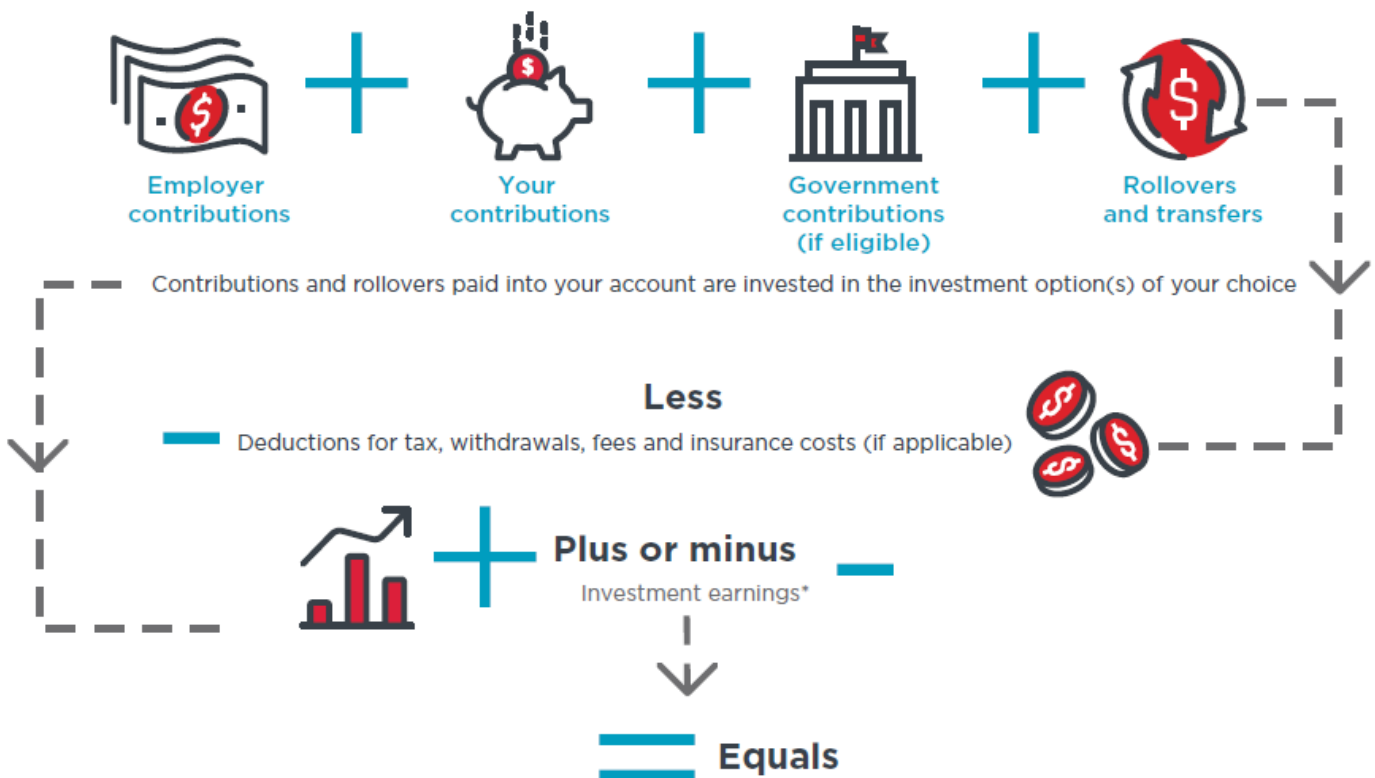 Employer
contributions
Your
contributions
Government
contributions
(if eligible)
Rollovers
and transfers
Contributions and rollovers paid into your account are invested in the investment option(s) of your choice
Less
Deductions for tax, withdrawals, fees and insurance costs (if applicable)
Plus or minus
Investment earnings*
Equals